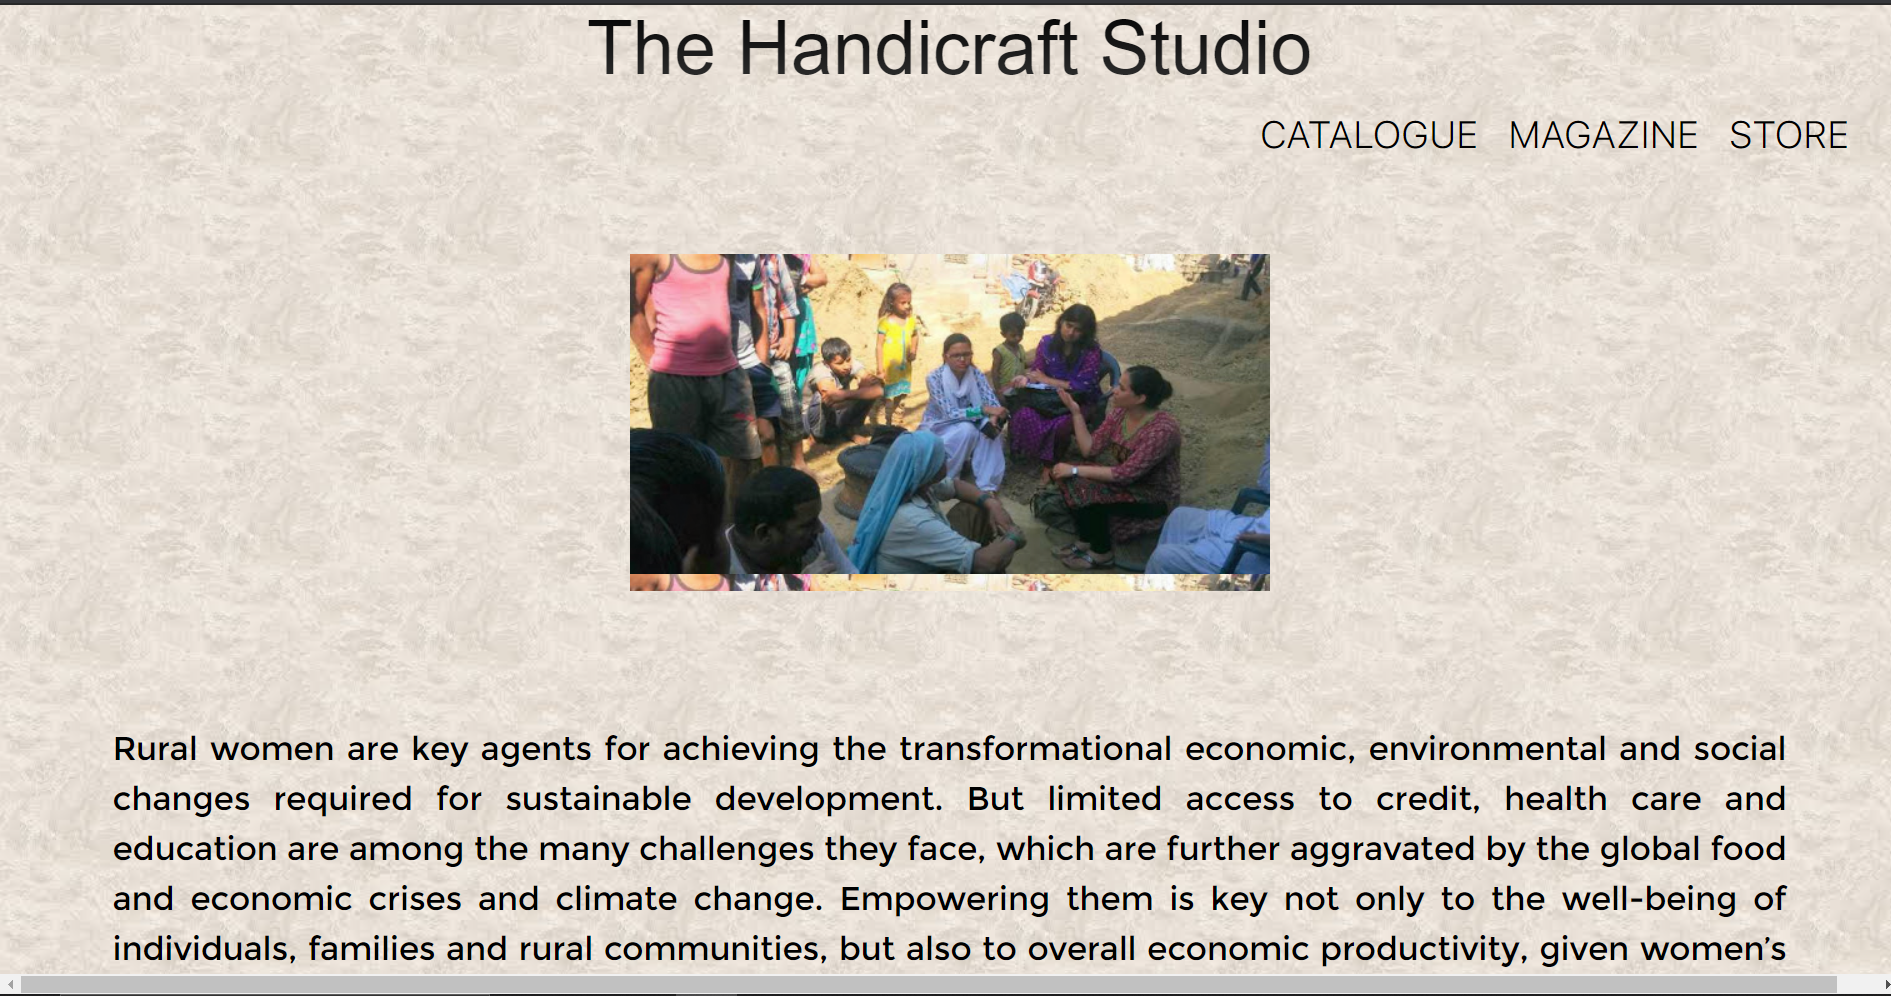 The Handicraft Studio
CATALOGUE MAGAZINE STORE
Rural women are key agents for achieving the transformational economic, environmental and social
changes required for sustainable development. But limited access to credit, health care and
education are among the many challenges they face, which are further aggravated by the global food
and economic crises and climate change. Empowering them is key not only to the well-being of
individuals, families and rural communities, but also to overall economic productivity, given women’s